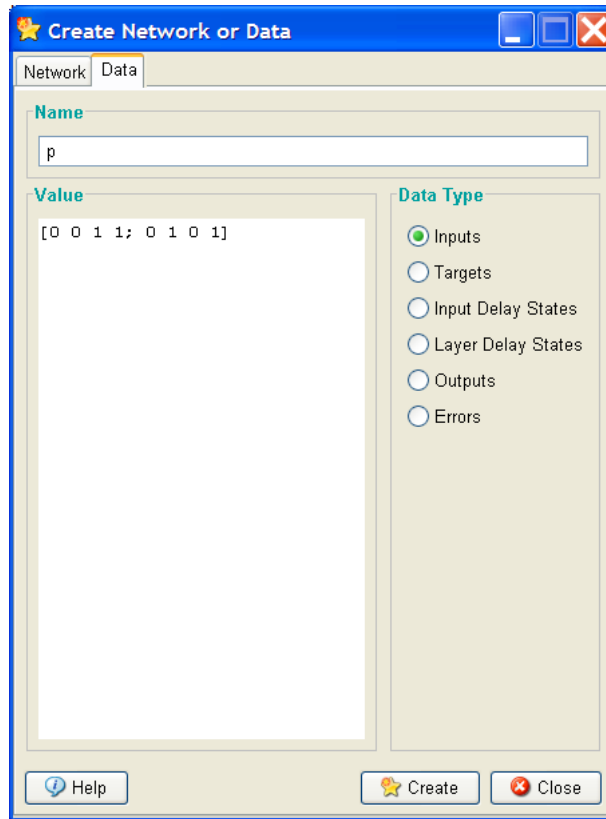 Create Network or Data
Network Data
Name
p
Value
[0 0 1 1; 0 1 0 1]
Data Type
Inputs
Targets
Input Delay States
Layer Delay States
Outputs
Errors
Help
Create
Close